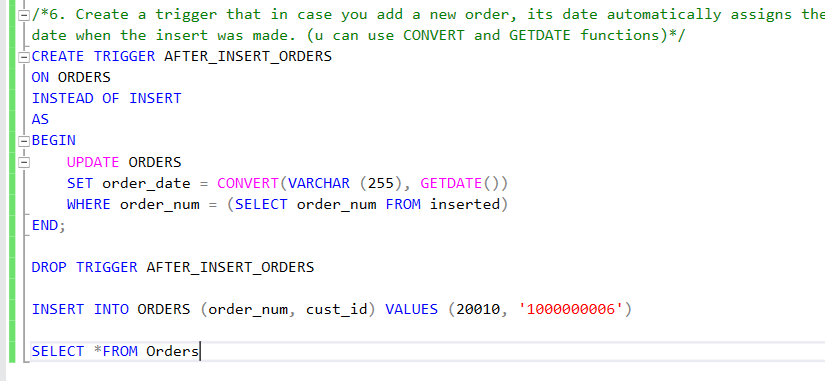 /*6. Create a trigger that in case you add a new order, its date automatically assigns the
date when the insert was made. (u can use CONVERT and GETDATE functions)*/
CREATE TRIGGER AFTER_INSERT_ORDERS
ON ORDERS
INSTEAD OF INSERT
AS
BEGIN
    UPDATE ORDERS
    SET order_date = CONVERT(VARCHAR (255), GETDATE())
    WHERE order_num = (SELECT order_num FROM inserted)
END;
DROP TRIGGER AFTER_INSERT_ORDERS
INSERT INTO ORDERS (order_num, cust_id) VALUES (20010, '1000000006')
SELECT *FROM Orders